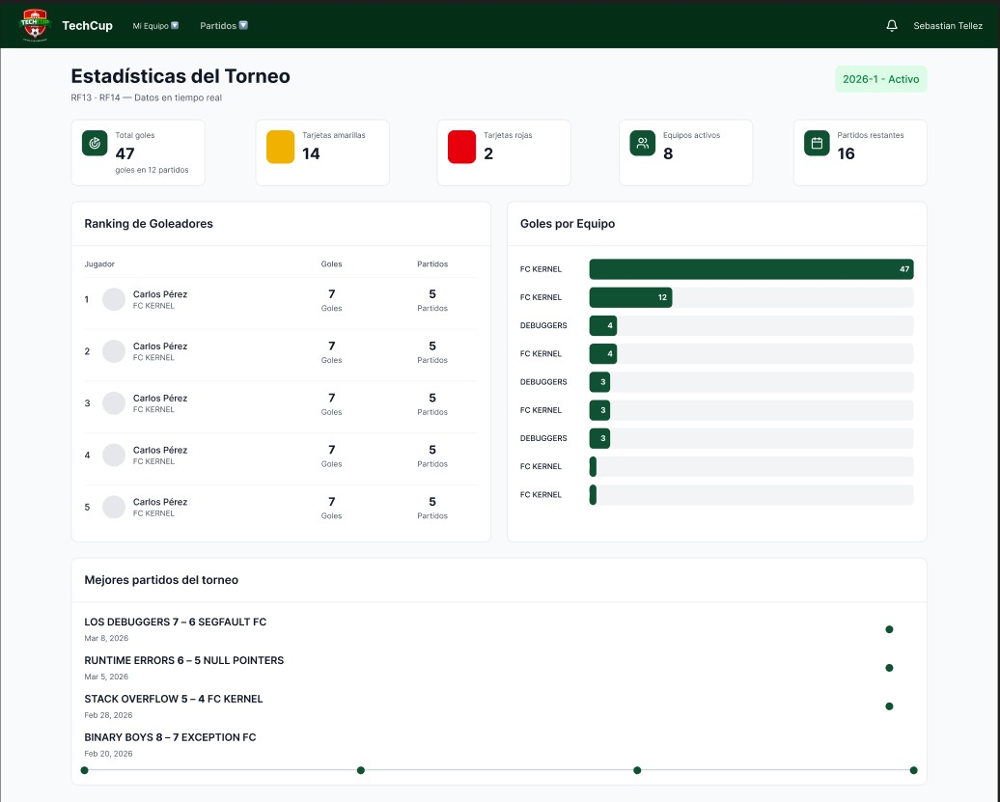 TECHCUP
TechCup
Mi Equipo
Partidos
Sebastian Tellez
Estadísticas del Torneo
RF13 · RF14 — Datos en tiempo real
2026-1 - Activo
Total goles
47
goles en 12 partidos
Tarjetas amarillas
14
Tarjetas rojas
2
Equipos activos
8
Partidos restantes
16
Ranking de Goleadores
Jugador Goles Partidos
1 Carlos Pérez 7 5
FC KERNEL Goles Partidos
2 Carlos Pérez 7 5
FC KERNEL Goles Partidos
3 Carlos Pérez 7 5
FC KERNEL Goles Partidos
4 Carlos Pérez 7 5
FC KERNEL Goles Partidos
5 Carlos Pérez 7 5
FC KERNEL Goles Partidos
Goles por Equipo
FC KERNEL 47
FC KERNEL 12
DEBUGGERS 4
FC KERNEL 4
DEBUGGERS 3
FC KERNEL 3
DEBUGGERS 3
FC KERNEL
FC KERNEL
Mejores partidos del torneo
LOS DEBUGGERS 7 – 6 SEGFAULT FC
Mar 8, 2026
RUNTIME ERRORS 6 – 5 NULL POINTERS
Mar 5, 2026
STACK OVERFLOW 5 – 4 FC KERNEL
Feb 28, 2026
BINARY BOYS 8 – 7 EXCEPTION FC
Feb 20, 2026